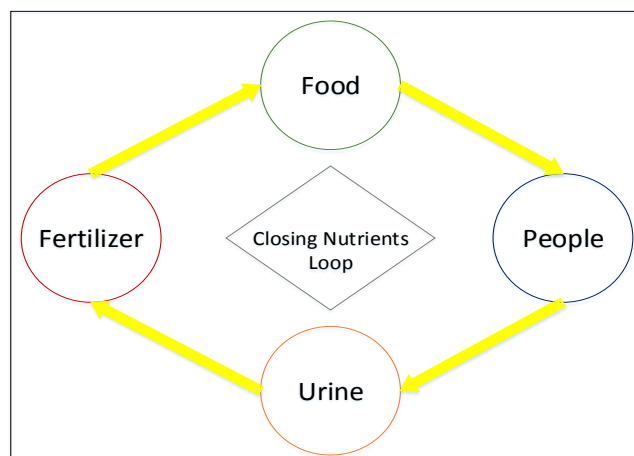 Food
Fertilizer
Closing Nutrients
Loop
People
Urine